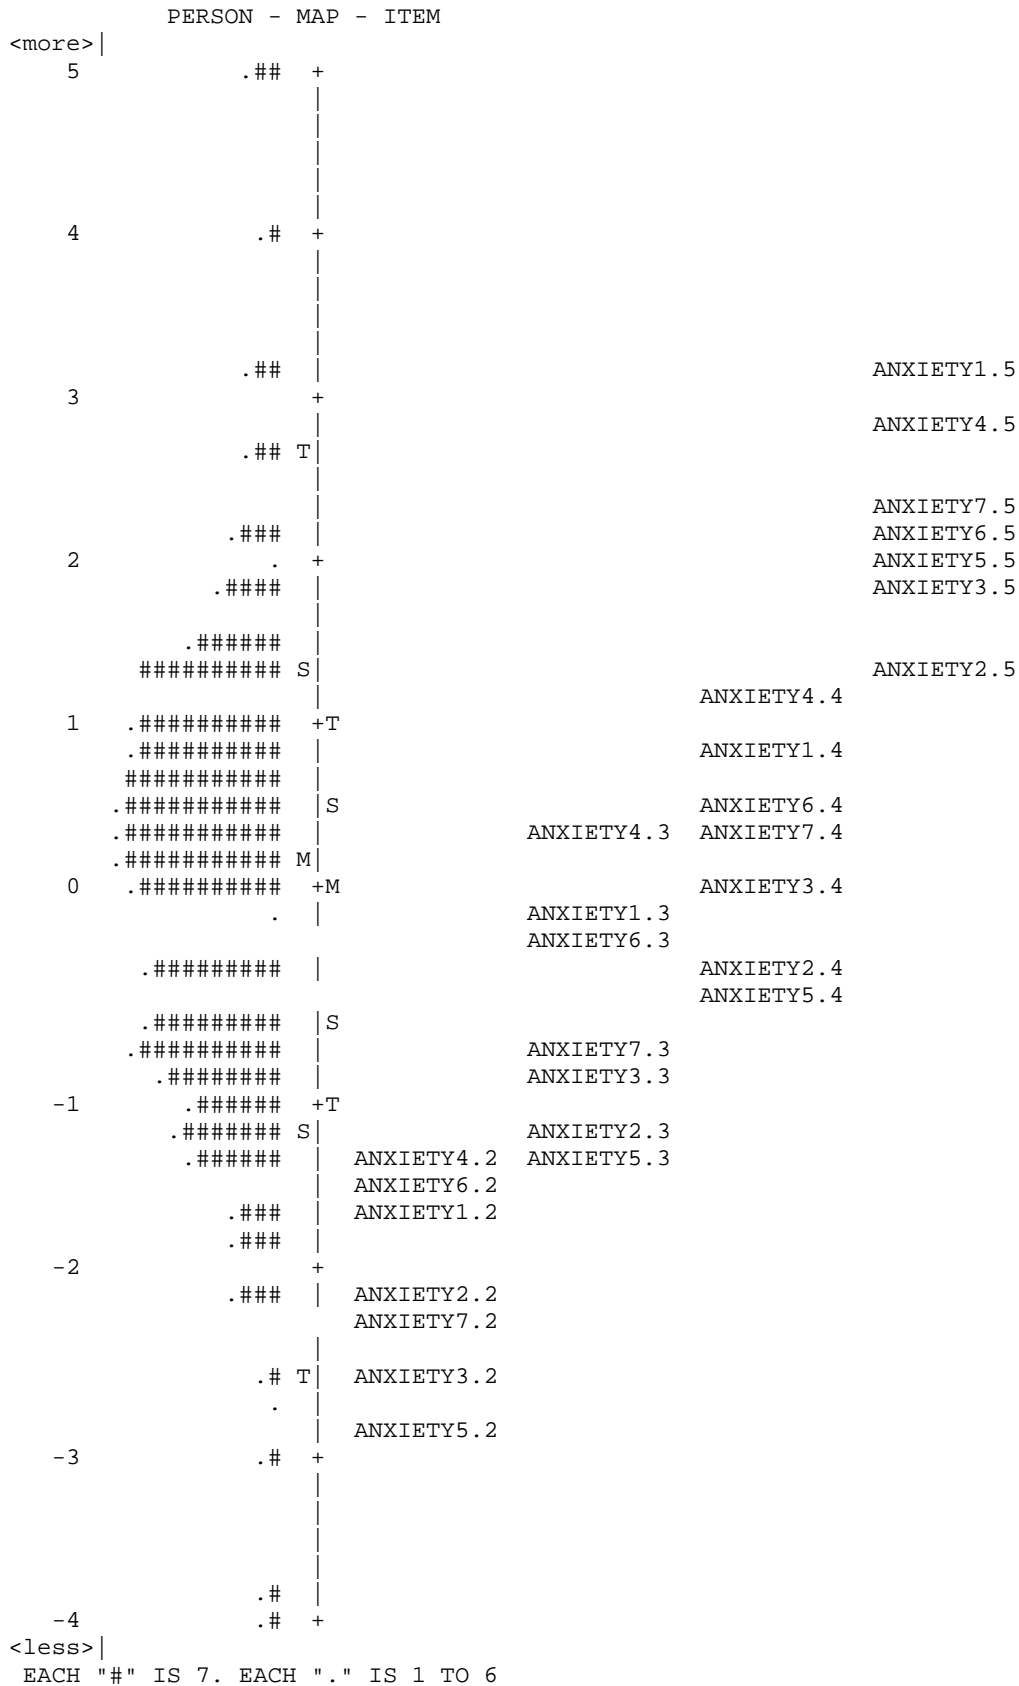 PERSON - MAP - ITEM
<more>|
5 .## +
|
|
|
|
|
4 .# +
|
|
|
|
.## | ANXIETY1.5
3 +
| ANXIETY4.5
.## T|
|
| ANXIETY7.5
.### | ANXIETY6.5
2 . + ANXIETY5.5
.#### | ANXIETY3.5
|
.###### |
########## S| ANXIETY2.5
| ANXIETY4.4
1 .########## +T
.########## | ANXIETY1.4
########### |
.########### |S ANXIETY6.4
.########### | ANXIETY4.3 ANXIETY7.4
.########### M|
0 .########## +M ANXIETY3.4
. | ANXIETY1.3
ANXIETY6.3
.######### | ANXIETY2.4
ANXIETY5.4
.######### |S
.########## | ANXIETY7.3
.######## | ANXIETY3.3
-1 .###### +T
.####### S| ANXIETY2.3
.###### | ANXIETY4.2 ANXIETY5.3
| ANXIETY6.2
.### | ANXIETY1.2
.### |
-2 +
.### | ANXIETY2.2
ANXIETY7.2
|
.# T| ANXIETY3.2
. |
| ANXIETY5.2
-3 .# +
|
|
|
|
.# |
-4 .# +
<less>|
EACH "#" IS 7. EACH "." IS 1 TO 6